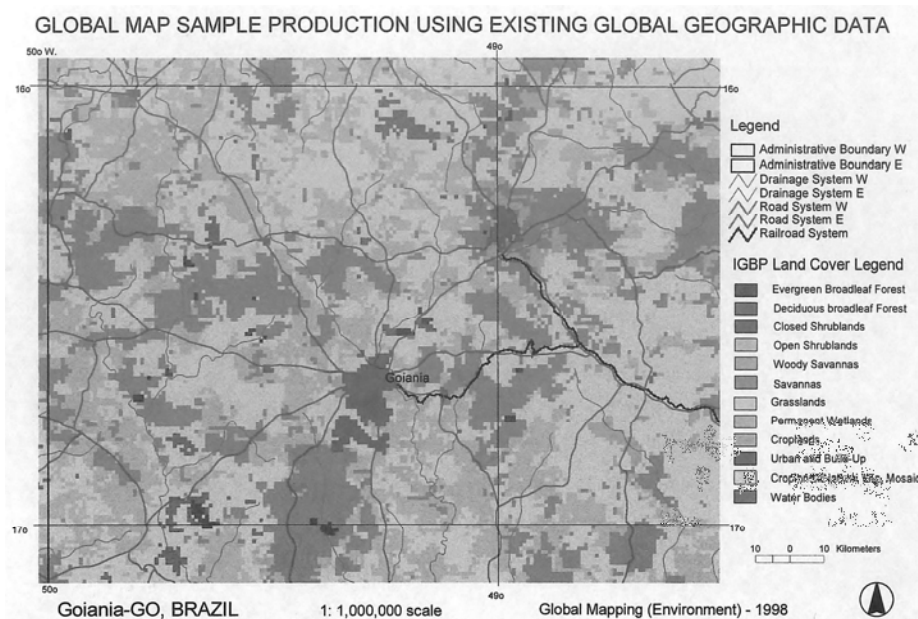 GLOBAL MAP SAMPLE PRODUCTION USING EXISTING GLOBAL GEOGRAPHIC DATA
50o W.
49o
16o
16o
Legend
Administrative Boundary W
Administrative Boundary E
Drainage System W
Drainage System E
Road System W
Road System E
Railroad System
IGBP Land Cover Legend
Evergreen Broadleaf Forest
Deciduous broadleaf Forest
Closed Shrublands
Open Shrublands
Woody Savannas
Savannas
Grasslands
Permanent Wetlands
Croplands
Urban and Built-Up
Mosaic
Water Bodies
Goiania
17o
17o
10 0 10 Kilometers
50o
49o
Goiania-GO, BRAZIL
1: 1,000,000 scale
Global Mapping (Environment) - 1998